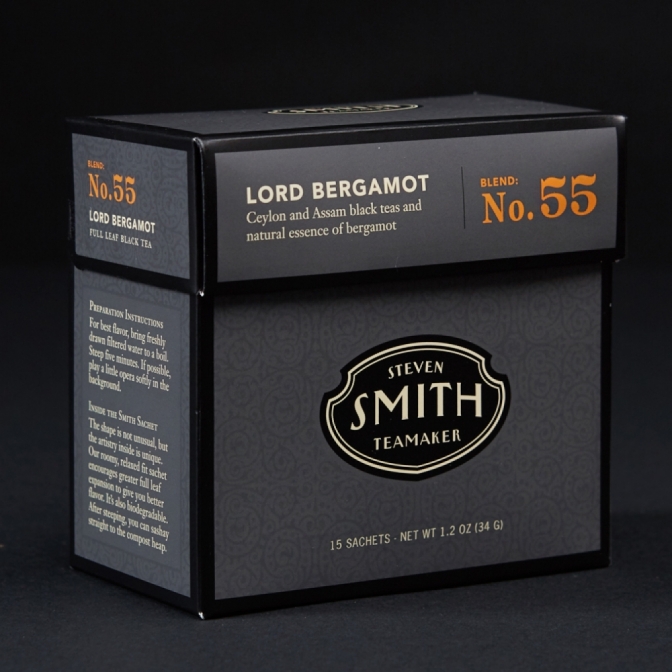 BLEND:
No.55
LORD BERGAMOT
FULL LEAF BLACK TEA
PREPARATION INSTRUCTIONS
For best flavor, bring freshly
drawn filtered water to a boil.
Steep five minutes. If possible,
play a little opera softly in the
background.
INSIDE THE SMITH SACHET
The shape is not unusual, but
the artistry inside is unique.
Our roomy, relaxed fit sachet
encourages greater full leaf
expansion to give you better
flavor. It's also biodegradable.
After steeping, you can sashay
straight to the compost heap.
LORD BERGAMOT
Ceylon and Assam black teas and
natural essence of bergamot
BLEND:
No.55
STEVEN
SMITH
TEAMAKER
15 SACHETS - NET WT 1.2 OZ (34 G)